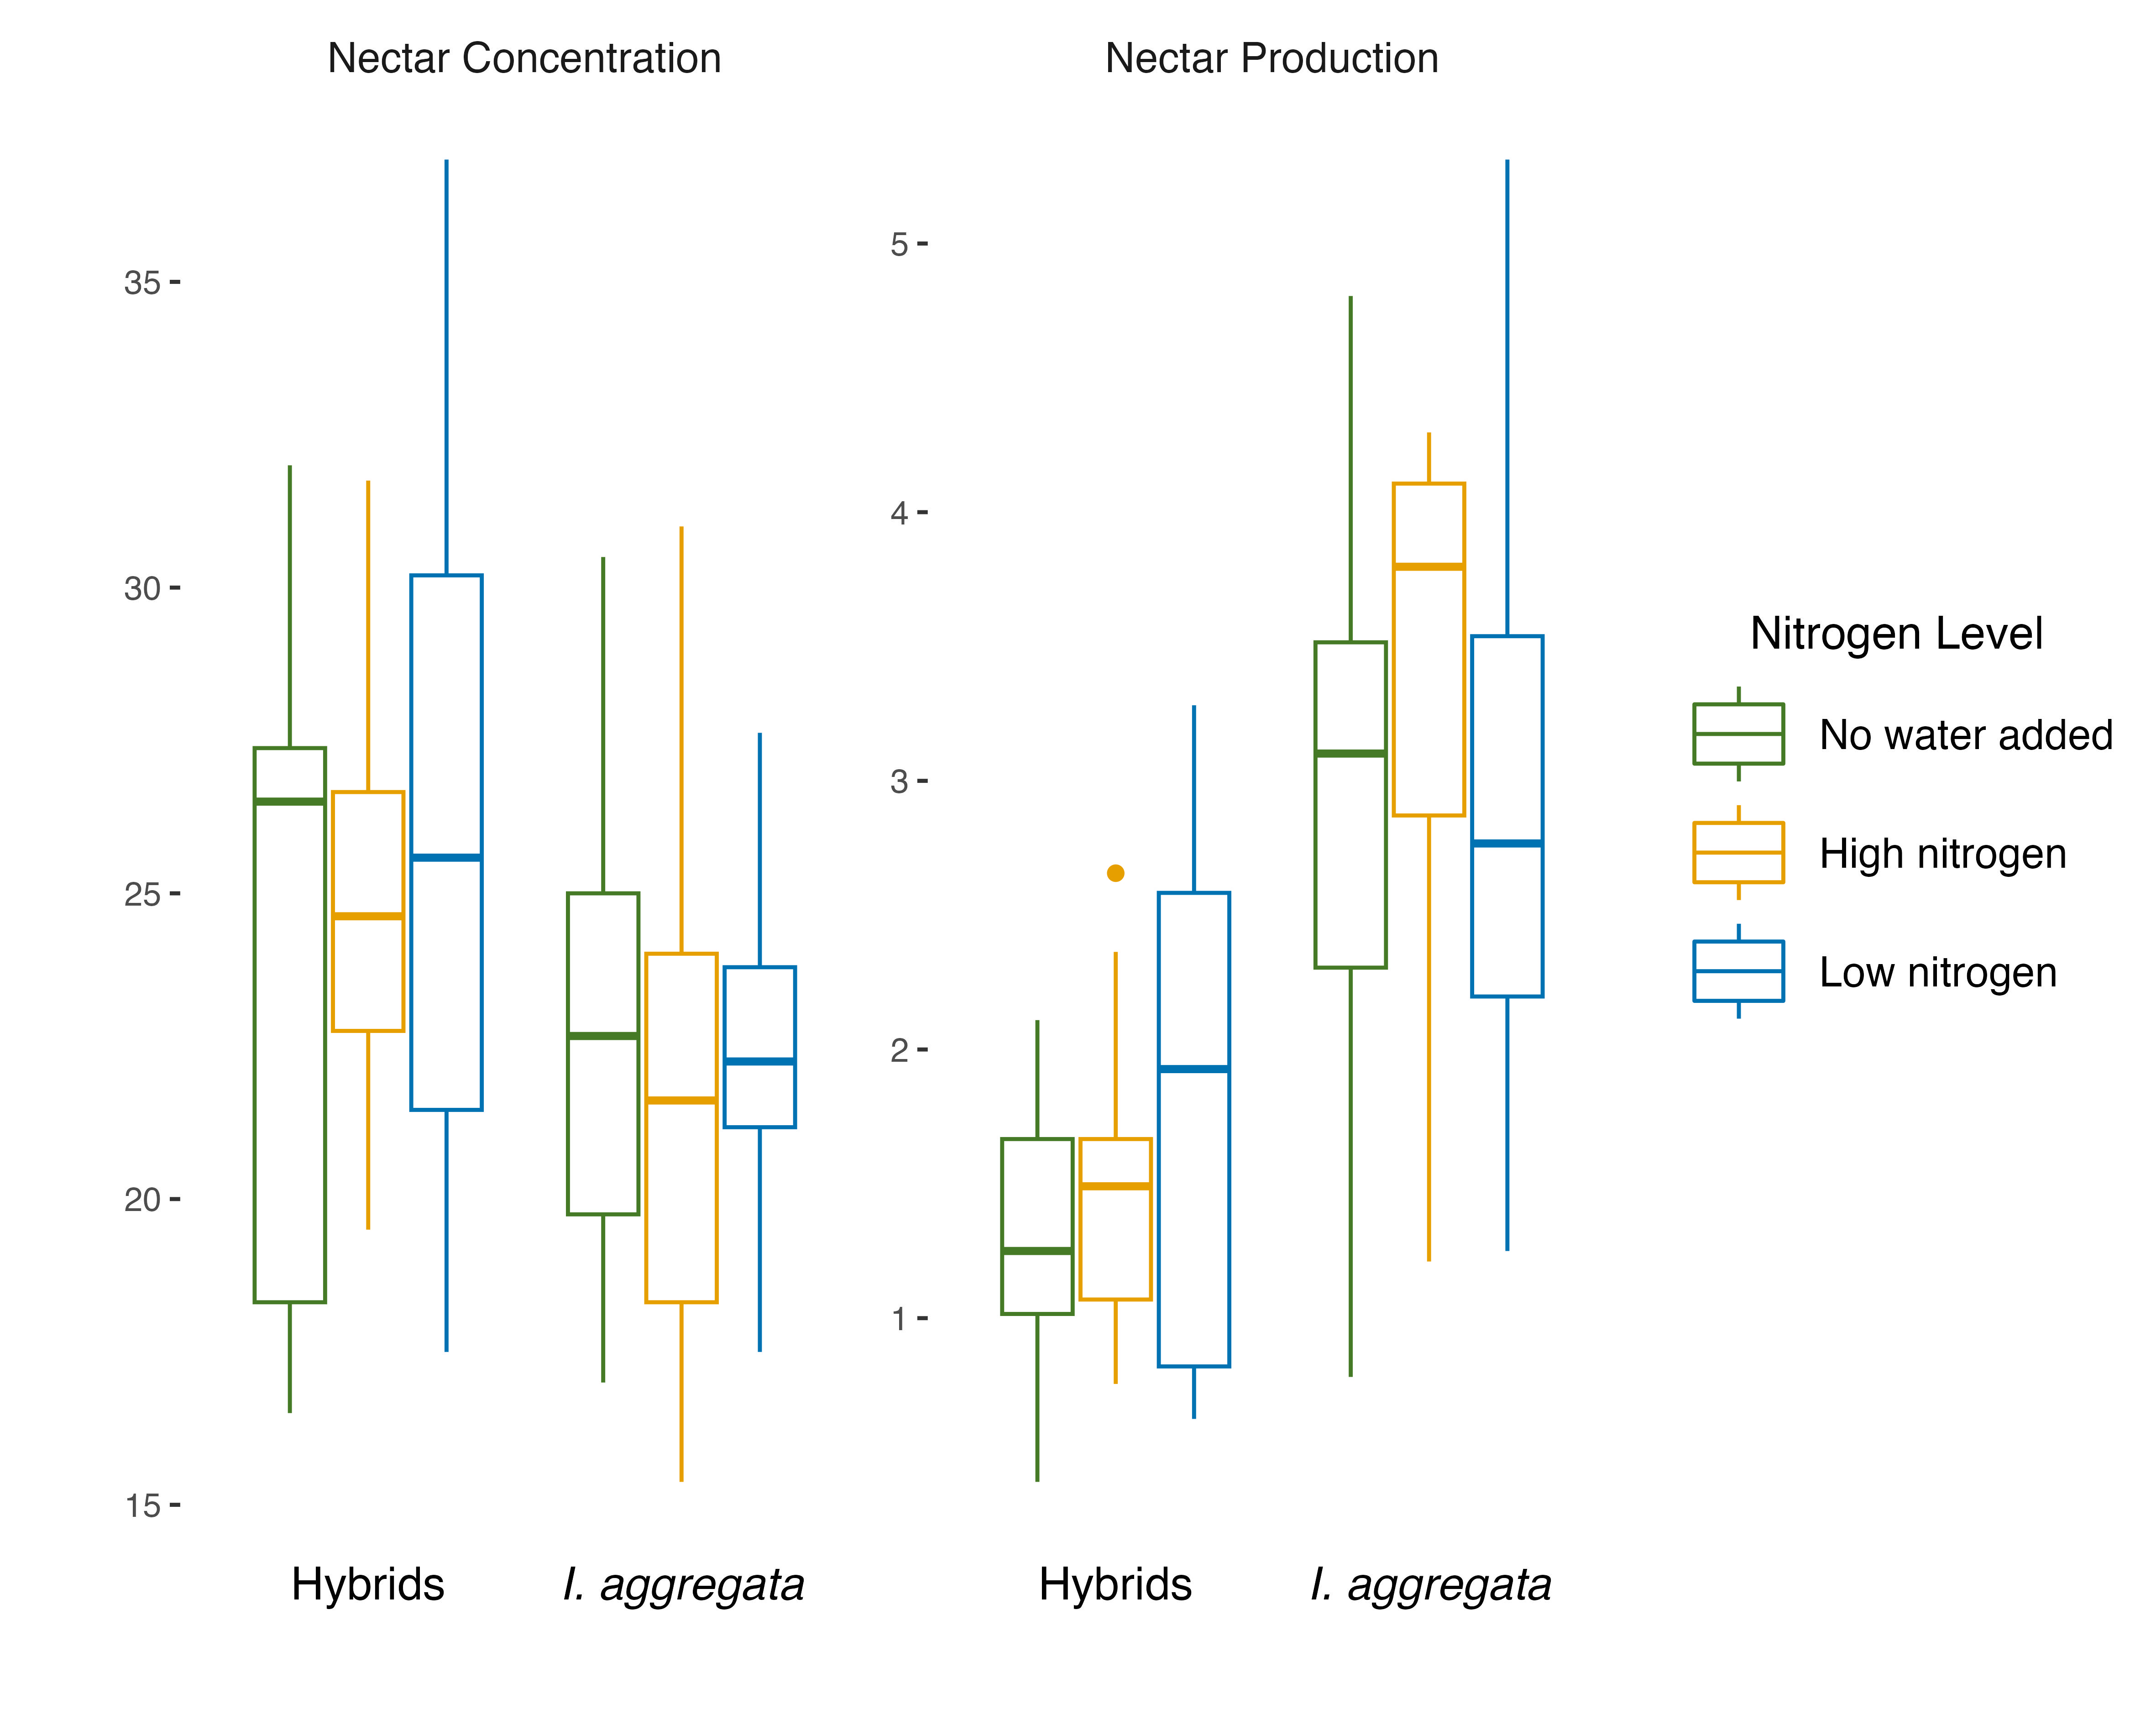 Nectar Concentration
Nectar Production
35
30
25
20
15
5
4
3
2
1
Hybrids
I. aggregata
Hybrids
I. aggregata
Nitrogen Level
No water added
High nitrogen
Low nitrogen